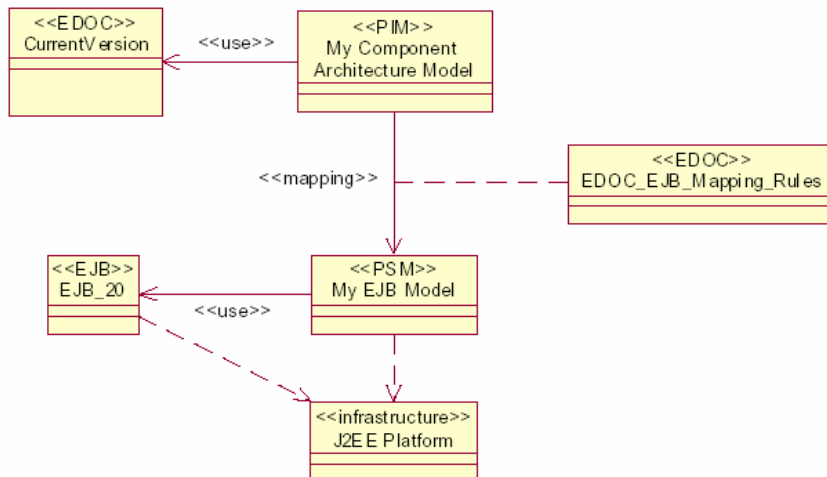 <<EDOC>>
CurrentVersion
<<use>>
<<PIM>>
My Component
Architecture Model
<<mapping>>
<<EDOC>>
EDOC_EJB_Mapping_Rules
<<EJB>>
EJB_20
<<use>>
<<PSM>>
My EJB Model
<<infrastructure>>
J2EE Platform